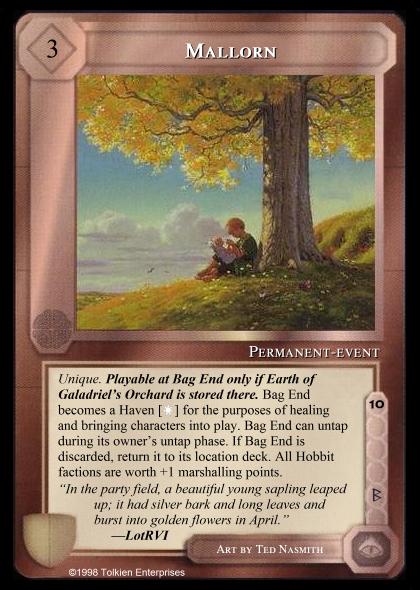 3
MALLORN
PERMANENT-EVENT
Unique. Playable at Bag End only if Earth of
Galadriel's Orchard is stored there. Bag End
becomes a Haven [☀] for the purposes of healing
and bringing characters into play. Bag End can untap
during its owner's untap phase. If Bag End is
discarded, return it to its location deck. All Hobbit
factions are worth +1 marshalling points.
"In the party field, a beautiful young sapling leaped
up; it had silver bark and long leaves and
burst into golden flowers in April."
—LotRVI
10
ART BY TED NASMITH
©1998 Tolkien Enterprises